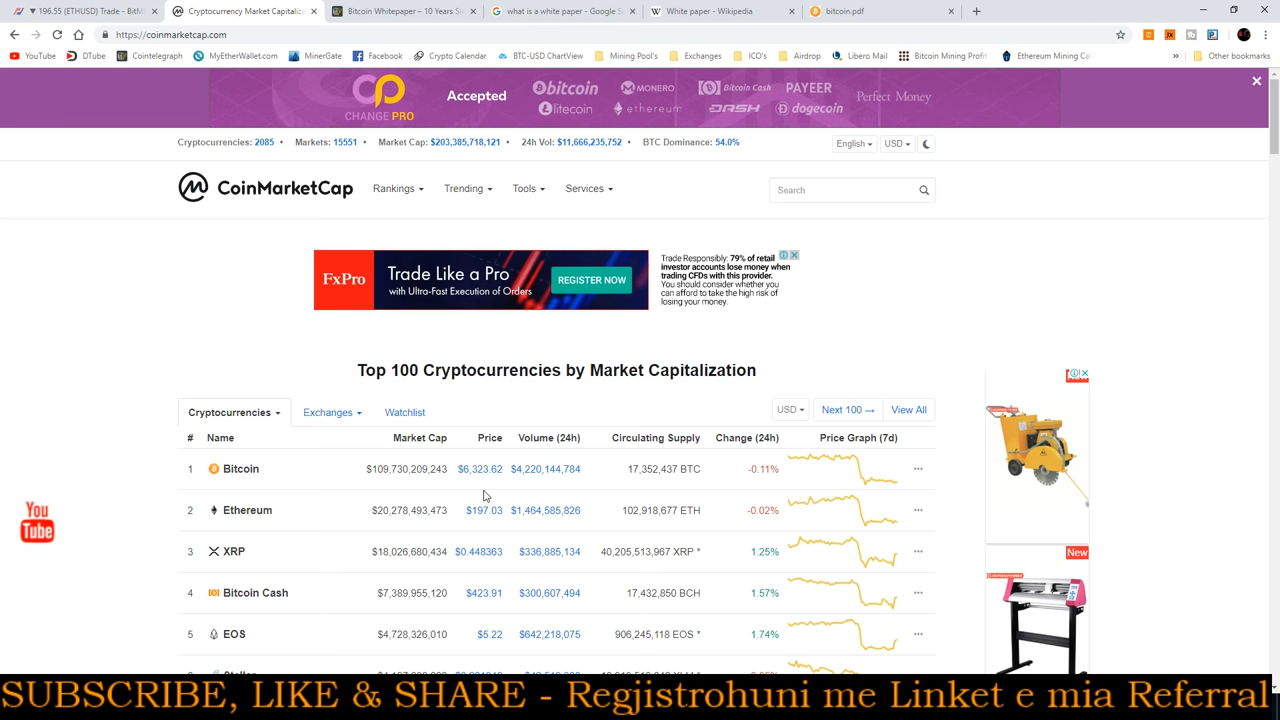 196.55 (ETHUSD) Trade - BitM
Cryptocurrency Market Capitaliza
Bitcoin Whitepaper – 10 Years Si
what is a white paper - Google S
White paper - Wikipedia
bitcoin.pdf
https://coinmarketcap.com
YouTube
DTube
Cointelegraph
MyEtherWallet.com
MinerGate
Facebook
Crypto Calendar
BTC-USD ChartView
Mining Pool's
Exchanges
ICO's
Airdrop
Libero Mail
Bitcoin Mining Profit
Ethereum Mining Ca
Other bookmarks
CHANGE PRO
Accepted
bitcoin
MONERO
Bitcoin Cash
PAYEER
Perfect Money
litecoin
ethereum
DASH
dogecoin
Cryptocurrencies: 2085 • Markets: 15551 • Market Cap: $203,385,718,121 • 24h Vol: $11,666,235,752 • BTC Dominance: 54.0%
English
USD
CoinMarketCap
Rankings
Trending
Tools
Services
Search
FxPro
Trade Like a Pro
with Ultra-Fast Execution of Orders
REGISTER NOW
Trade Responsibly: 79% of retail
investor accounts lose money when
trading CFDs with this provider.
You should consider whether you
can afford to take the high risk of
losing your money.
Top 100 Cryptocurrencies by Market Capitalization
Cryptocurrencies
Exchanges
Watchlist
USD
Next 100 →
View All
# Name Market Cap Price Volume (24h) Circulating Supply Change (24h) Price Graph (7d)
1 Bitcoin $109,730,209,243 $6,323.62 $4,220,144,784 17,352,437 BTC -0.11%
2 Ethereum $20,278,493,473 $197.03 $1,464,585,826 102,918,677 ETH -0.02%
3 XRP $18,026,680,434 $0.448363 $336,885,134 40,205,513,967 XRP * 1.25%
4 Bitcoin Cash $7,389,955,120 $423.91 $300,607,494 17,432,850 BCH 1.57%
5 EOS $4,728,326,010 $5.22 $642,218,075 906,245,118 EOS * 1.74%
New
You
Tube
SUBSCRIBE, LIKE & SHARE - Regjistrohuni me Linket e mia Referral